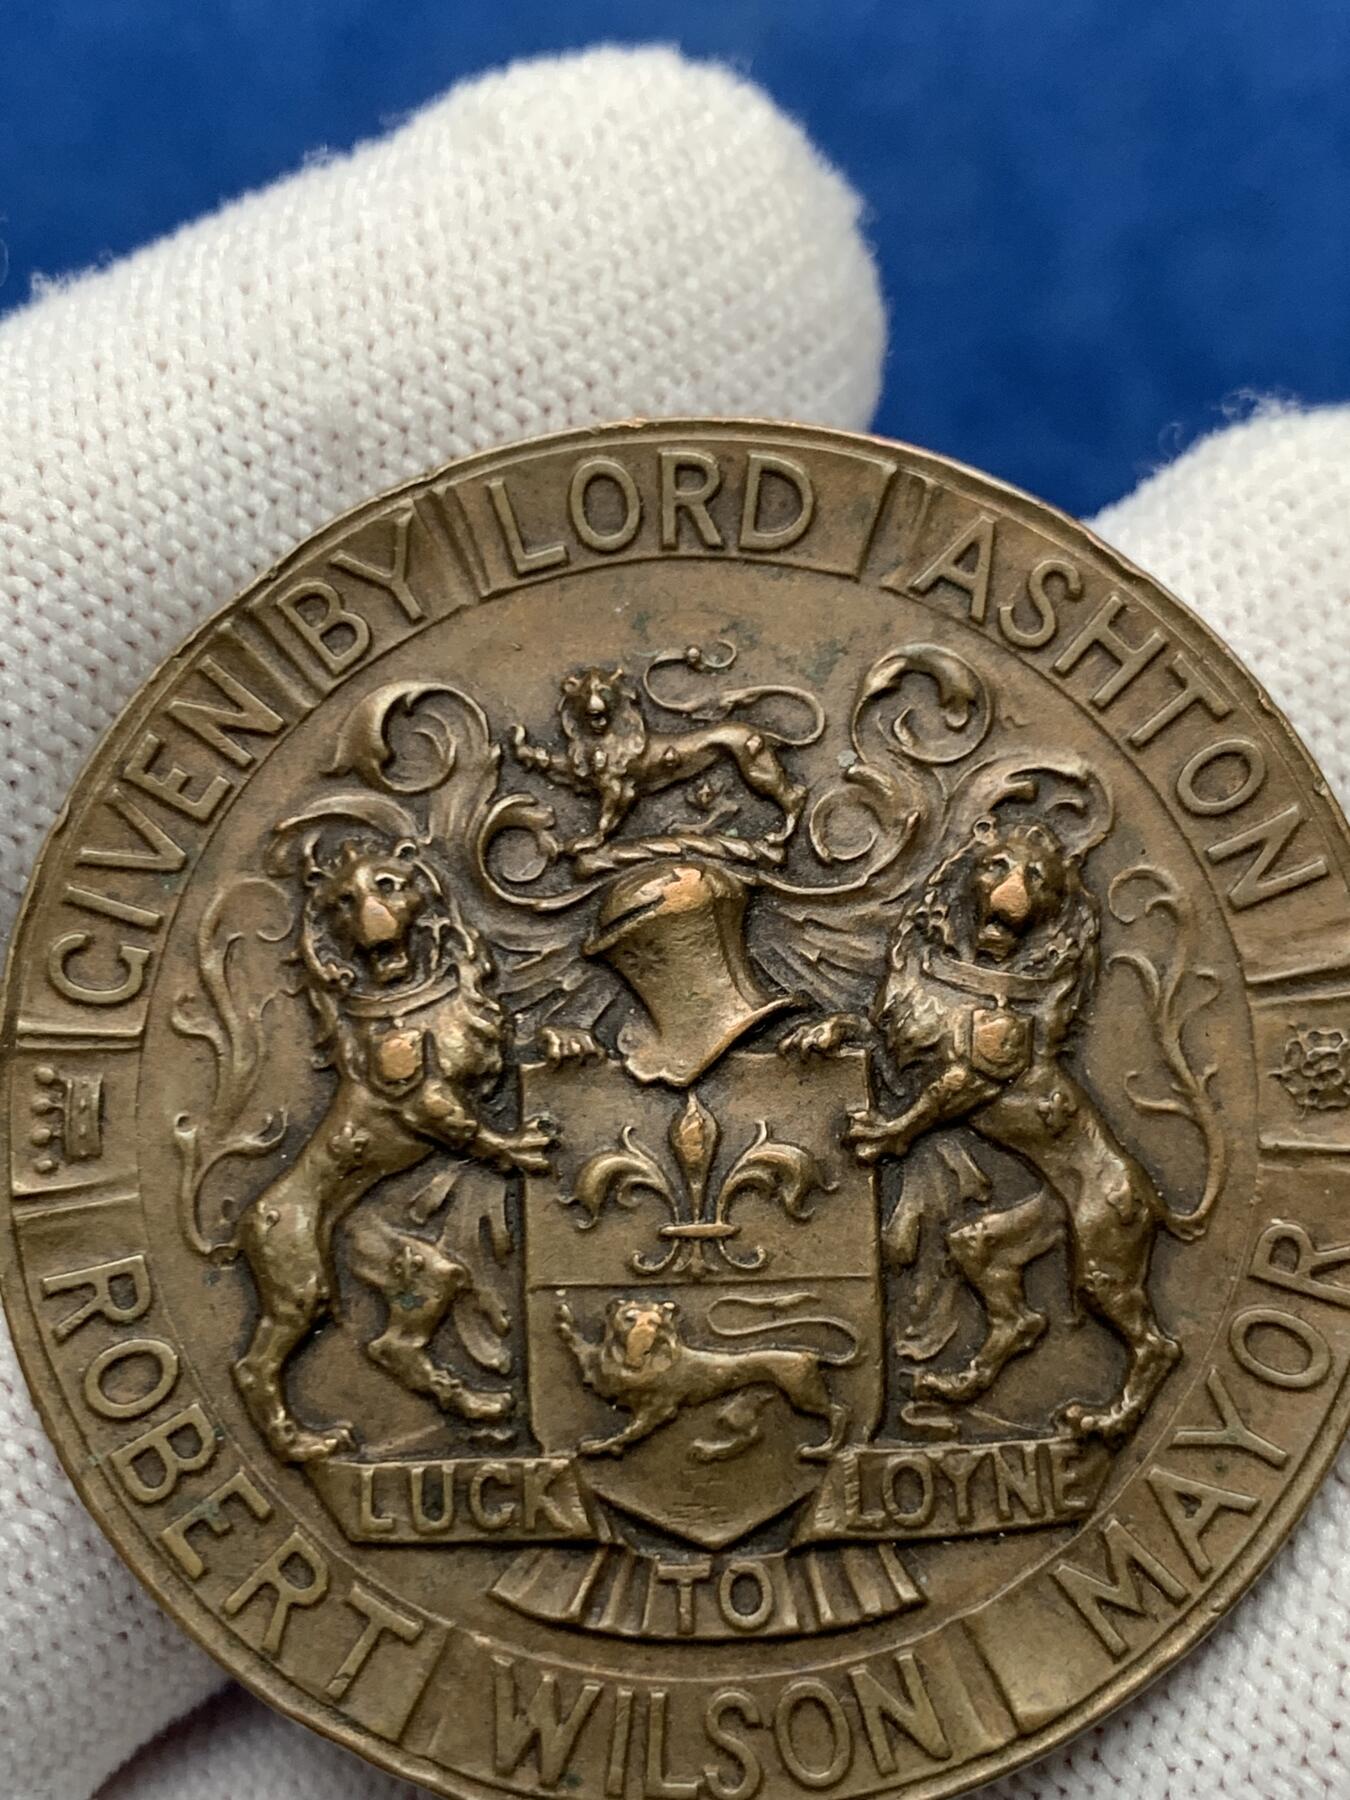 GIVEN BY LORD ASHTON
ROBERT WILSON MAYOR
LUCK TO LOYNE